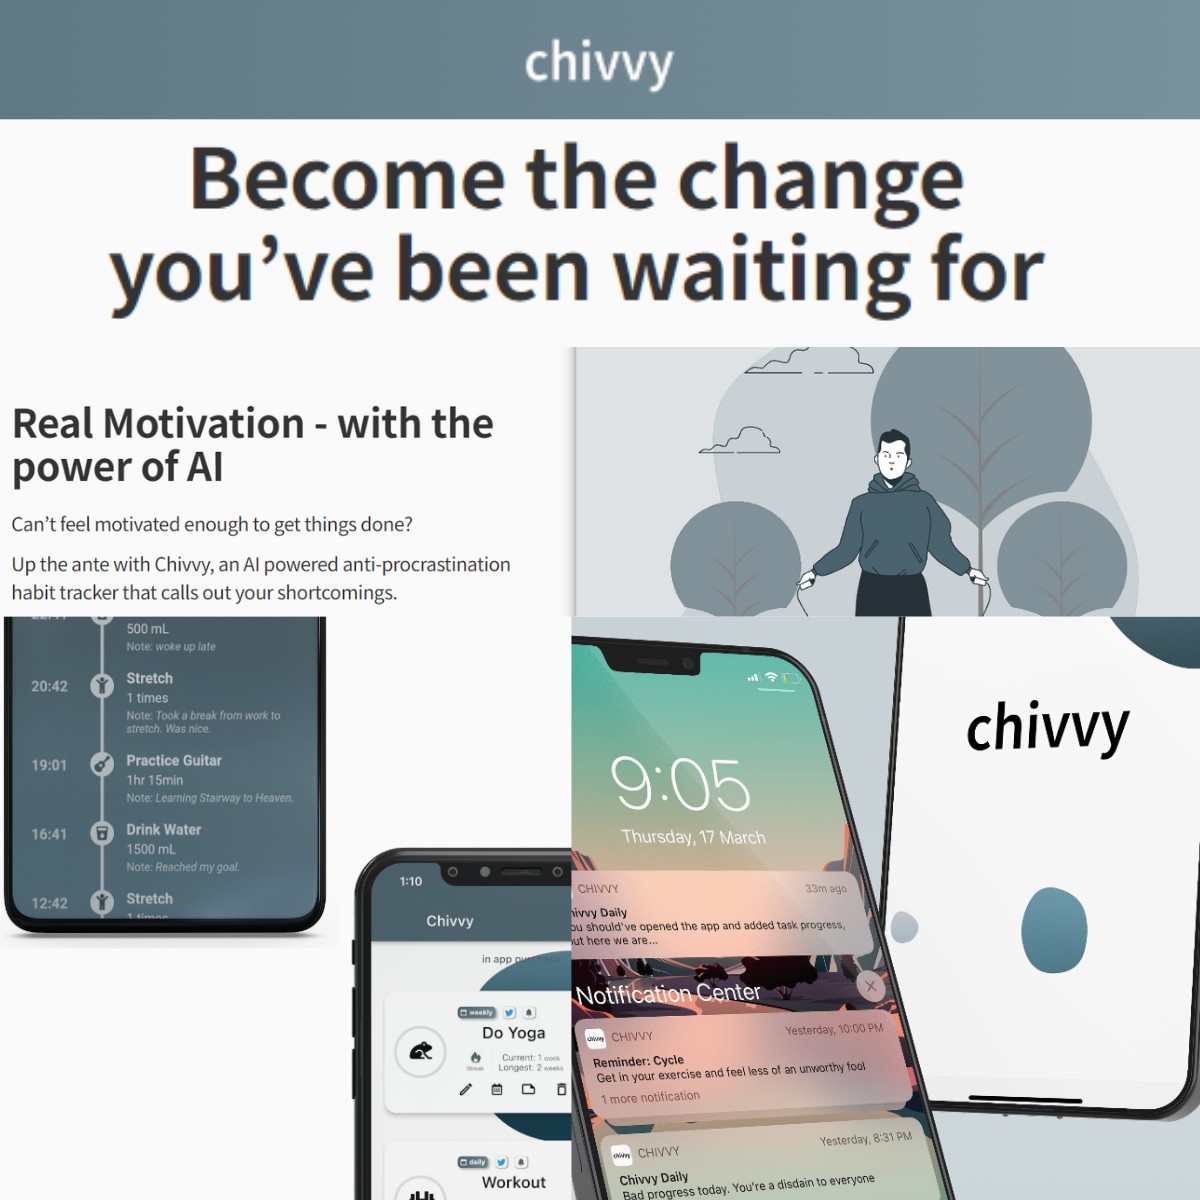 chivvy
Become the change
you’ve been waiting for
Real Motivation - with the
power of AI
Can’t feel motivated enough to get things done?
Up the ante with Chivvy, an AI powered anti-procrastination
habit tracker that calls out your shortcomings.
500 mL
Note: woke up late
20:42
Stretch
1 times
Note: Took a break from work to
stretch. Was nice.
19:01
Practice Guitar
1hr 15min
Note: Learning Stairway to Heaven.
16:41
Drink Water
1500 mL
Note: Reached my goal.
12:42
Stretch
1 times
1:10
Chivvy
in app
weekly
Do Yoga
Streak
Current: 1 week
Longest: 2 weeks
daily
Workout
9:05
Thursday, 17 March
CHIVVY
33m ago
hivvy Daily
ou should've opened the app and added task progress,
out here we are...
Notification Center
chivvy
CHIVVY
Yesterday, 10:00 PM
Reminder: Cycle
Get in your exercise and feel less of an unworthy fool
1 more notification
chivvy
CHIVVY
Yesterday, 8:31 PM
Chivvy Daily
Bad progress today. You're a disdain to everyone
chivvy